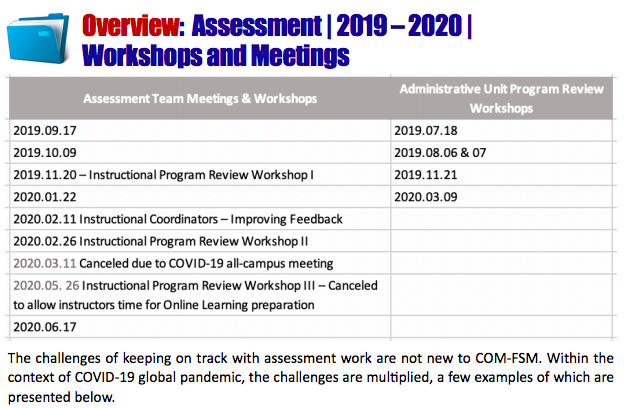 Overview: Assessment | 2019 – 2020 |
Workshops and Meetings
Assessment Team Meetings & Workshops
Administrative Unit Program Review
Workshops
2019.09.17
2019.07.18
2019.10.09
2019.08.06 & 07
2019.11.20 – Instructional Program Review Workshop I
2019.11.21
2020.01.22
2020.03.09
2020.02.11 Instructional Coordinators – Improving Feedback
2020.02.26 Instructional Program Review Workshop II
2020.03.11 Canceled due to COVID-19 all-campus meeting
2020.05. 26 Instructional Program Review Workshop III – Canceled
to allow instructors time for Online Learning preparation
2020.06.17
The challenges of keeping on track with assessment work are not new to COM-FSM. Within the
context of COVID-19 global pandemic, the challenges are multiplied, a few examples of which are
presented below.